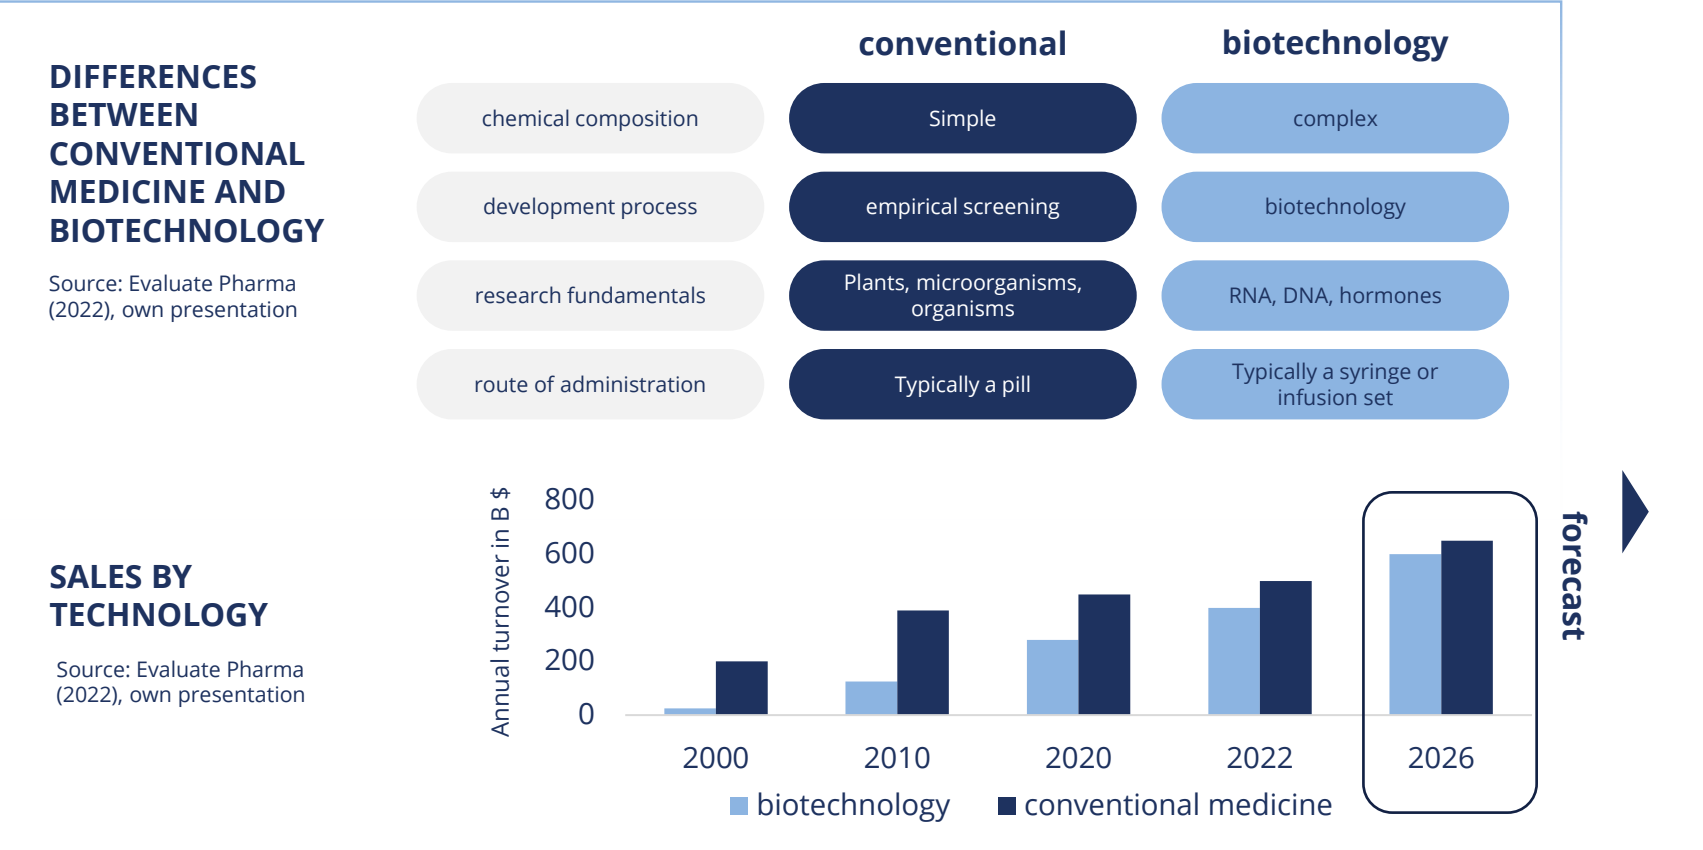 DIFFERENCES
BETWEEN
CONVENTIONAL
MEDICINE AND
BIOTECHNOLOGY
Source: Evaluate Pharma
(2022), own presentation
conventional
biotechnology
chemical composition
Simple
complex
development process
empirical screening
biotechnology
research fundamentals
Plants, microorganisms,
organisms
RNA, DNA, hormones
route of administration
Typically a pill
Typically a syringe or
infusion set
SALES BY
TECHNOLOGY
Source: Evaluate Pharma
(2022), own presentation
Annual turnover in B $
800
600
400
200
0
2000
2010
2020
2022
2026
biotechnology
conventional medicine
forecast